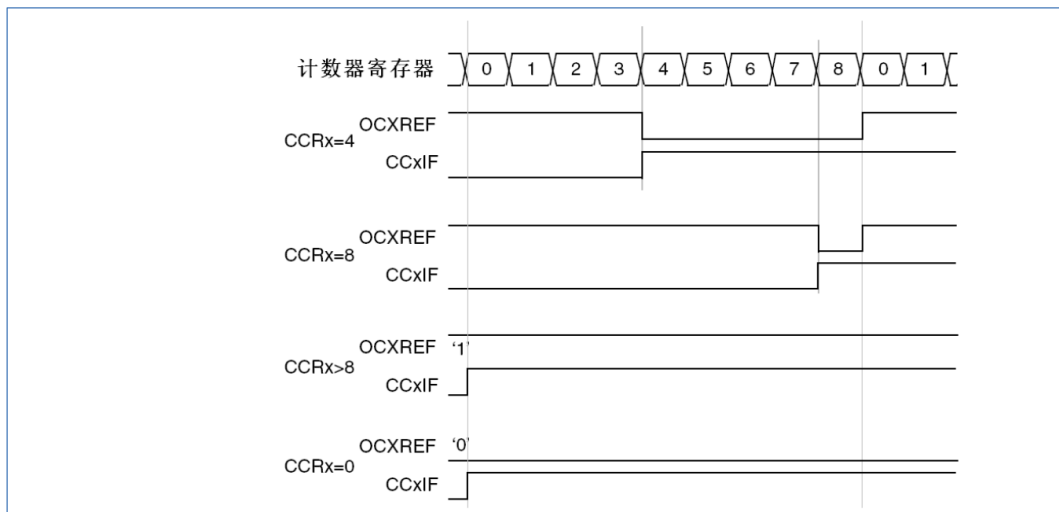 计数器寄存器 0 1 2 3 4 5 6 7 8 0 1
OCXREF
CCRx=4
CCxIF
OCXREF
CCRx=8
CCxIF
OCXREF ‘1’
CCRx>8
CCxIF
OCXREF ‘0’
CCRx=0
CCxIF